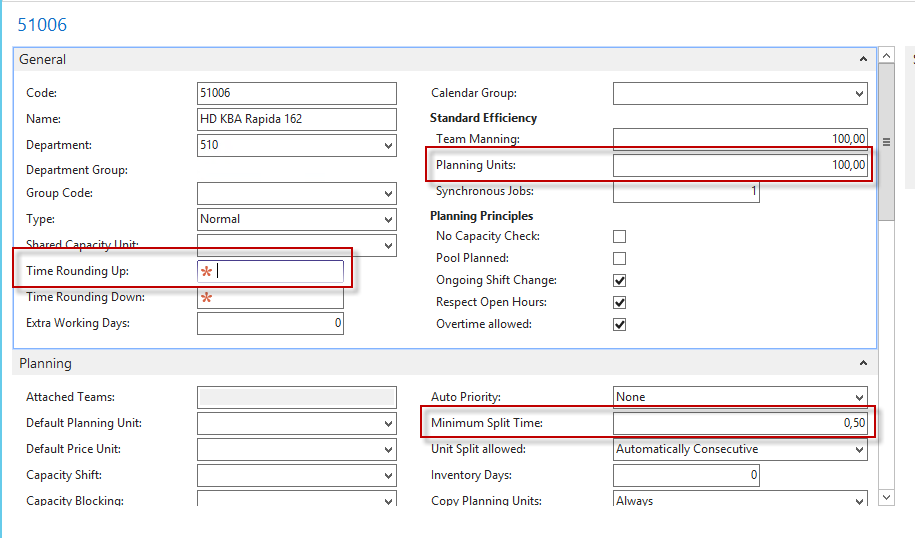 51006
General
Code: 51006
Name: HD KBA Rapida 162
Department: 510
Department Group:
Group Code:
Type: Normal
Shared Capacity Unit:
Time Rounding Up: *
Time Rounding Down: *
Extra Working Days: 0
Calendar Group:
Standard Efficiency
Team Manning: 100,00
Planning Units: 100,00
Synchronous Jobs: 1
Planning Principles
No Capacity Check:
Pool Planned:
Ongoing Shift Change:
Respect Open Hours:
Overtime allowed:
Planning
Attached Teams:
Default Planning Unit:
Default Price Unit:
Capacity Shift:
Capacity Blocking:
Auto Priority: None
Minimum Split Time: 0,50
Unit Split allowed: Automatically Consecutive
Inventory Days: 0
Copy Planning Units: Always